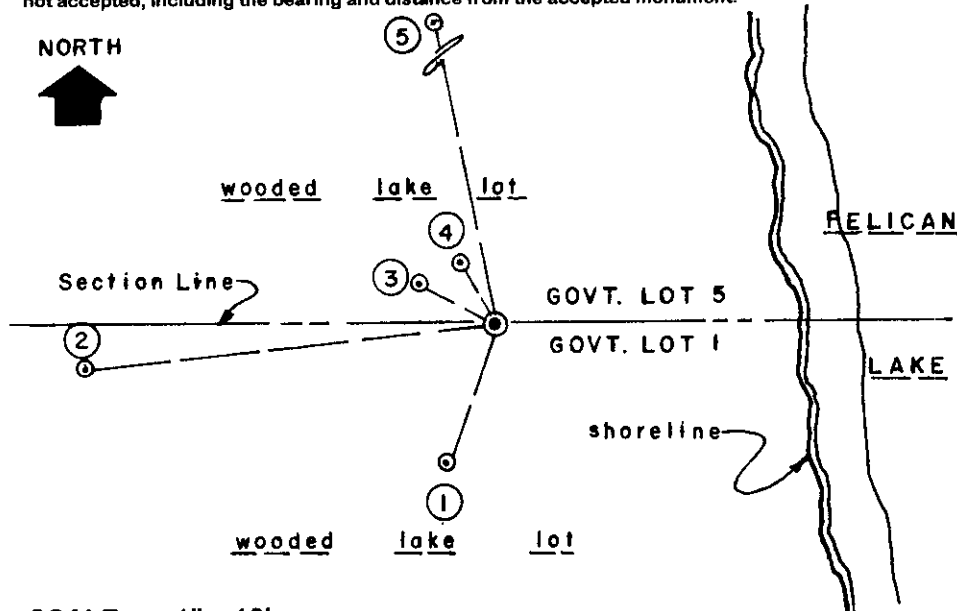 not accepted, including the bearing and distance from the accepted monument.
NORTH
5
wooded lake lot
4
PELICAN
3
Section Line
GOVT. LOT 5
2
GOVT. LOT 1
LAKE
shoreline
1
wooded lake lot